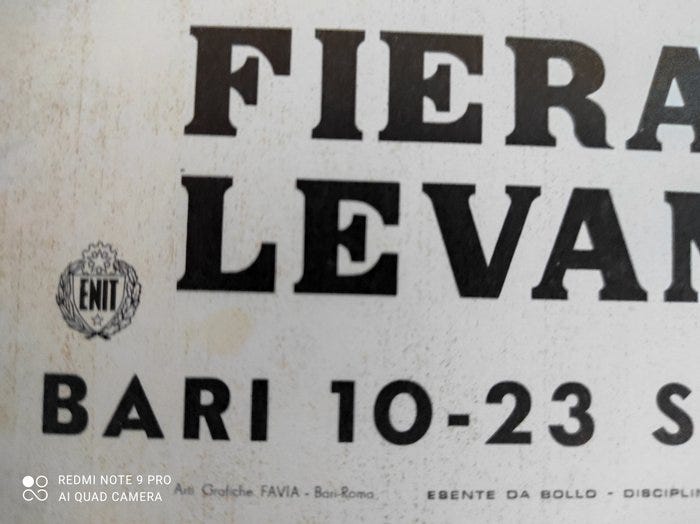 FIERA
LEVAN
ENIT
BARI 10-23 S
Arti Grafiche FAVIA - Bari-Roma
ESENTE DA BOLLO - DISCIPLIN
REDMI NOTE 9 PRO
AI QUAD CAMERA